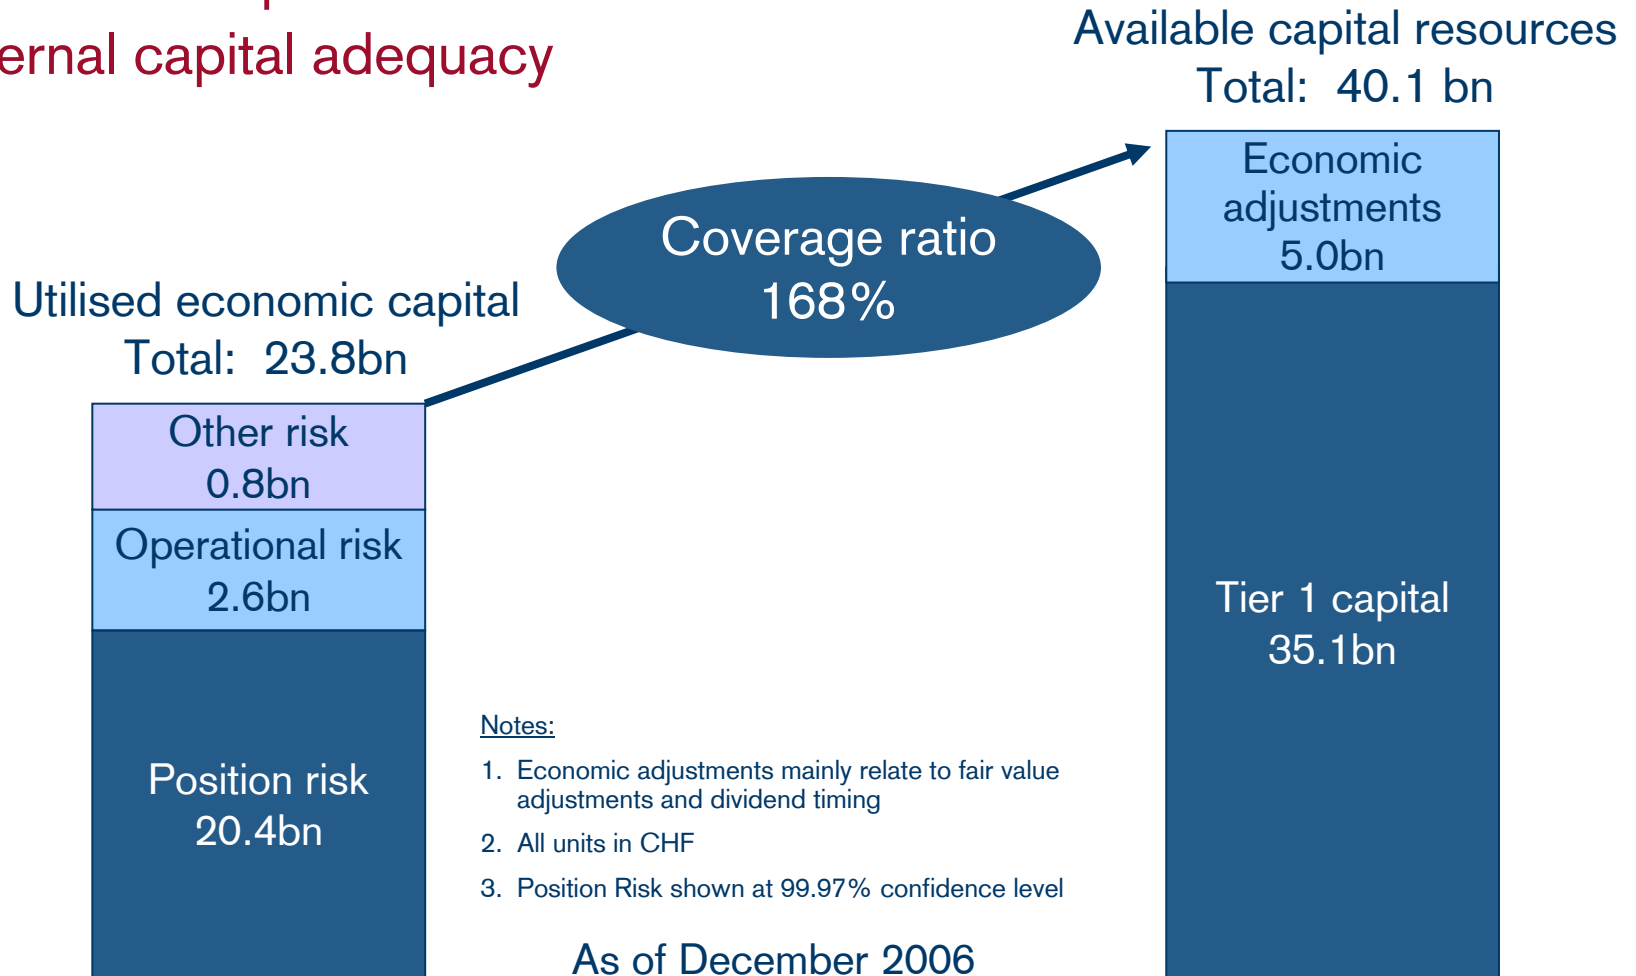 ernal capital adequacy
Available capital resources
Total: 40.1 bn
Economic
adjustments
5.0bn
Coverage ratio
168%
Utilised economic capital
Total: 23.8bn
Other risk
0.8bn
Operational risk
2.6bn
Tier 1 capital
35.1bn
Position risk
20.4bn
Notes:
1. Economic adjustments mainly relate to fair value
adjustments and dividend timing
2. All units in CHF
3. Position Risk shown at 99.97% confidence level
As of December 2006